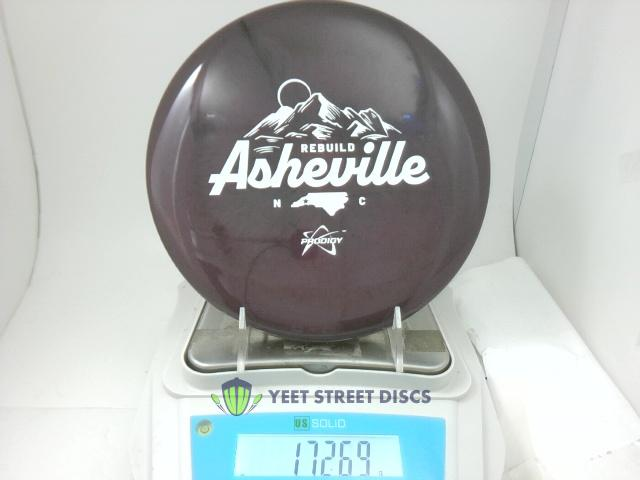 REBUILD
Asheville
N C
PRODIGY
YEET STREET DISCS
US SOLID
172.69 g